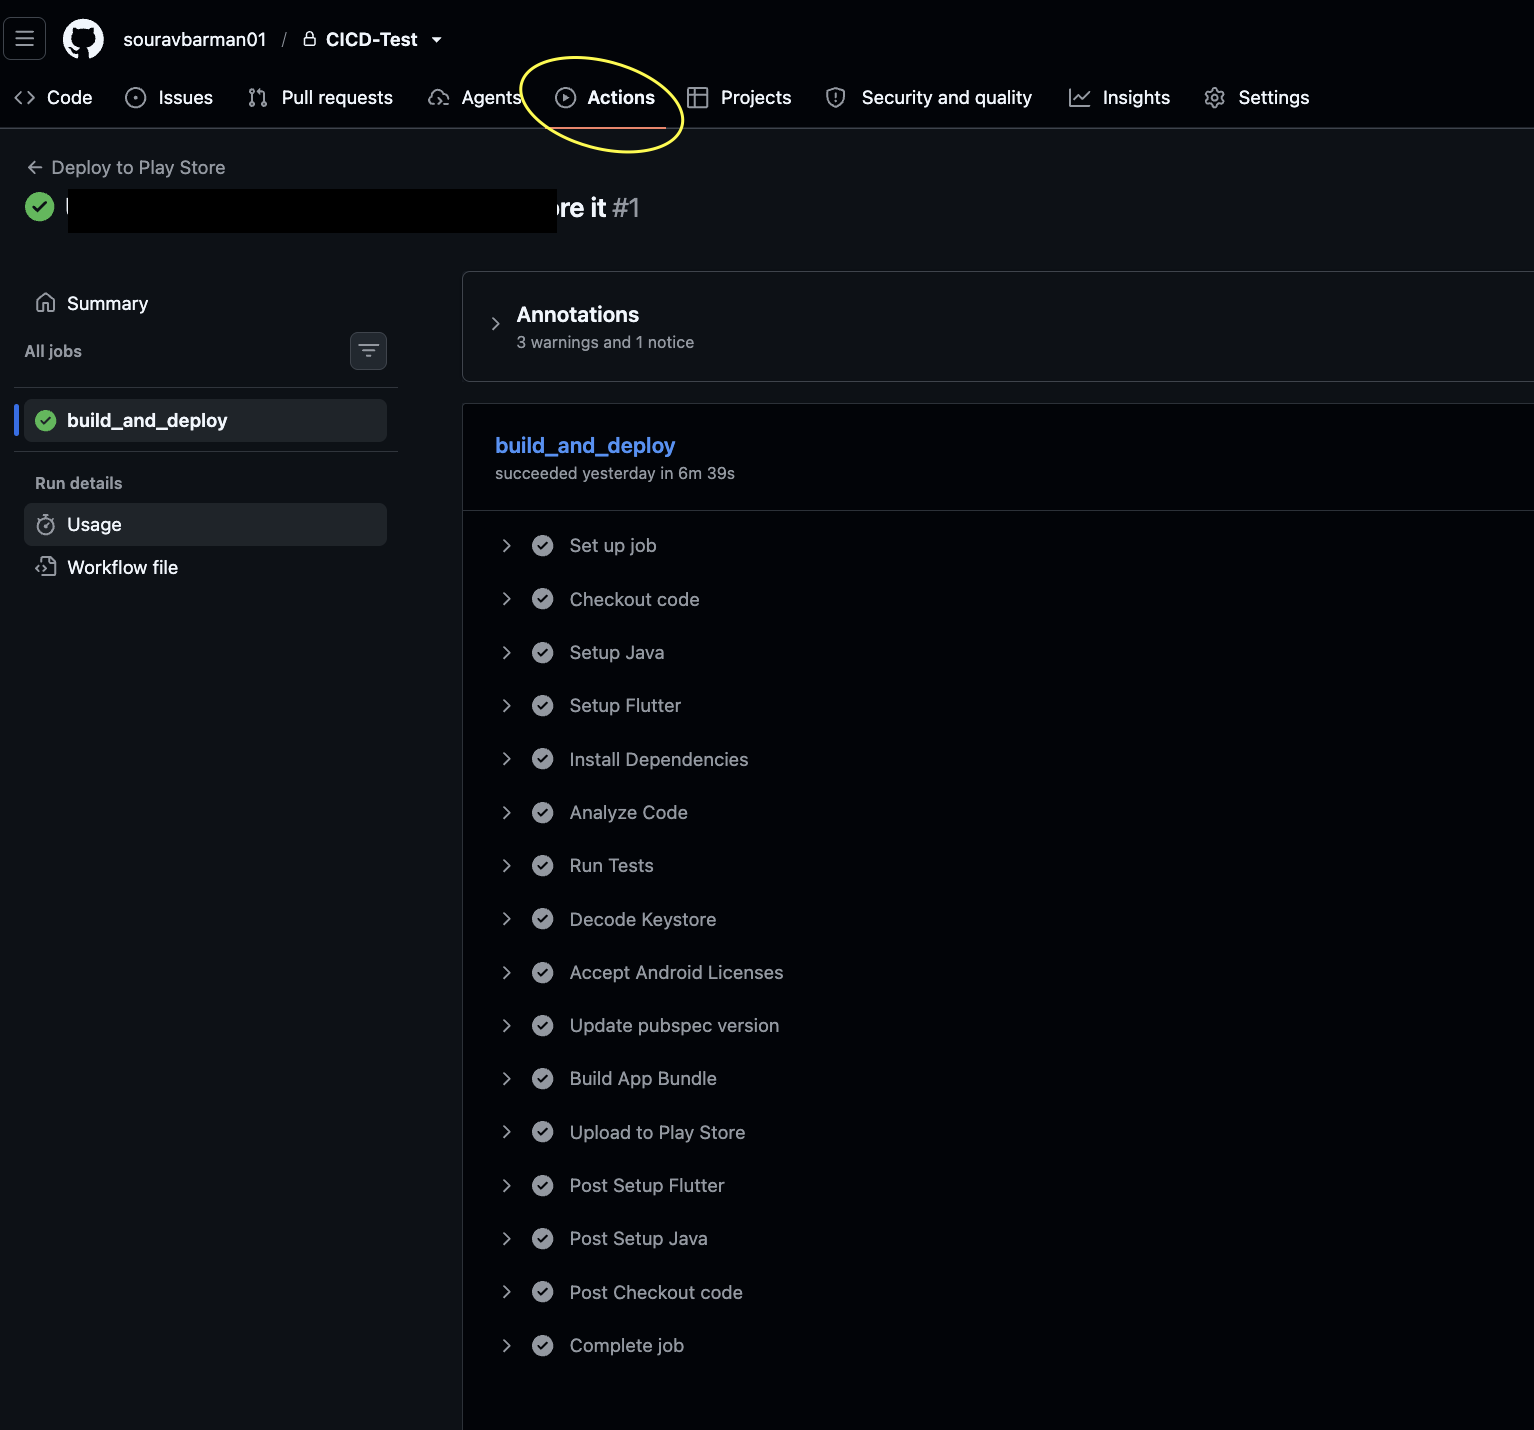 souravbarman01 / CICD-Test
Code Issues Pull requests Agents Actions Projects Security and quality Insights Settings
Deploy to Play Store
it #1
Summary
All jobs
build_and_deploy
Run details
Usage
Workflow file
Annotations
3 warnings and 1 notice
build_and_deploy
succeeded yesterday in 6m 39s
Set up job
Checkout code
Setup Java
Setup Flutter
Install Dependencies
Analyze Code
Run Tests
Decode Keystore
Accept Android Licenses
Update pubspec version
Build App Bundle
Upload to Play Store
Post Setup Flutter
Post Setup Java
Post Checkout code
Complete job